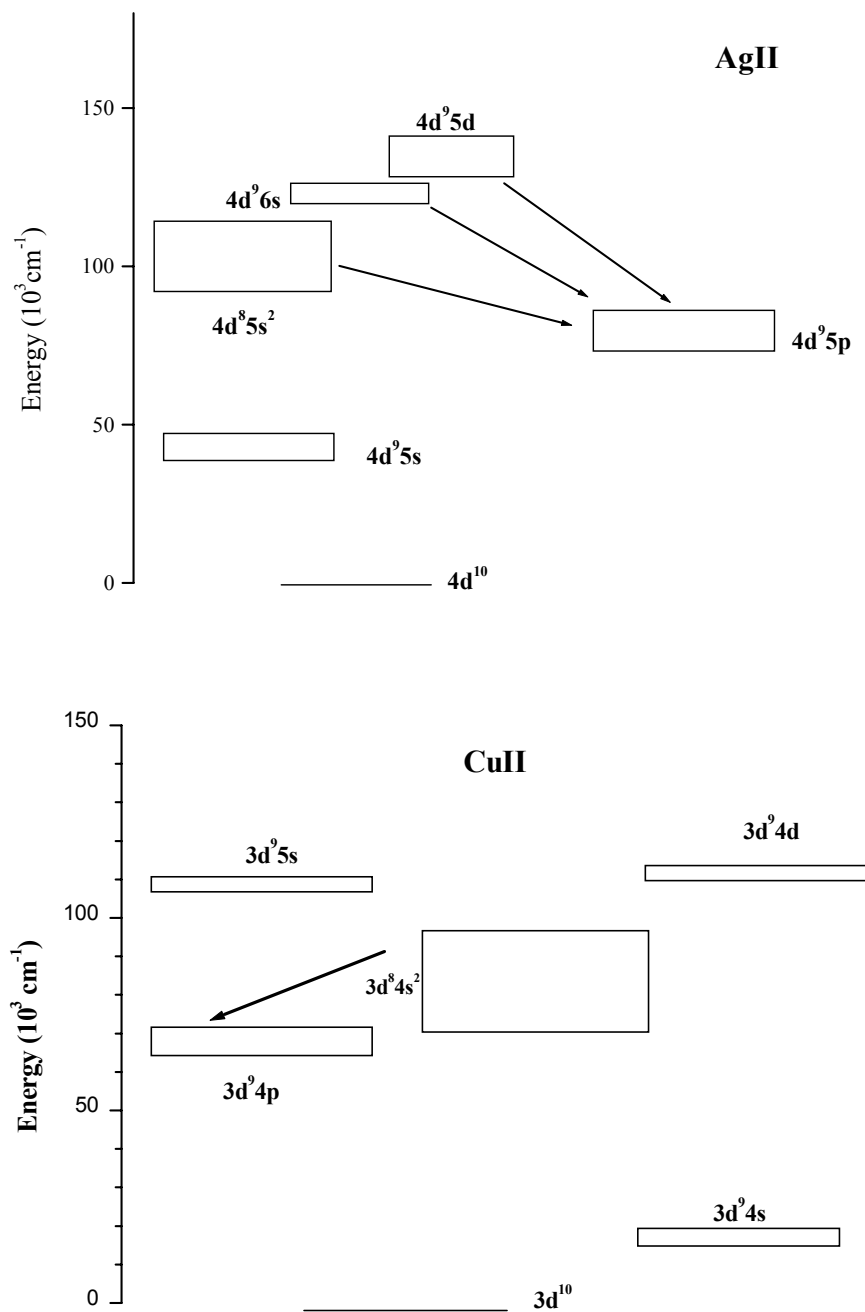 AgII
150
4d⁹5d
4d⁹6s
100
4d⁸5s²
4d⁹5p
Energy (10³cm⁻¹)
50
4d⁹5s
0
4d¹⁰
150
CuII
3d⁹4d
3d⁹5s
100
3d⁸4s²
Energy (10³ cm⁻¹)
3d⁹4p
50
3d⁹4s
0
3d¹⁰